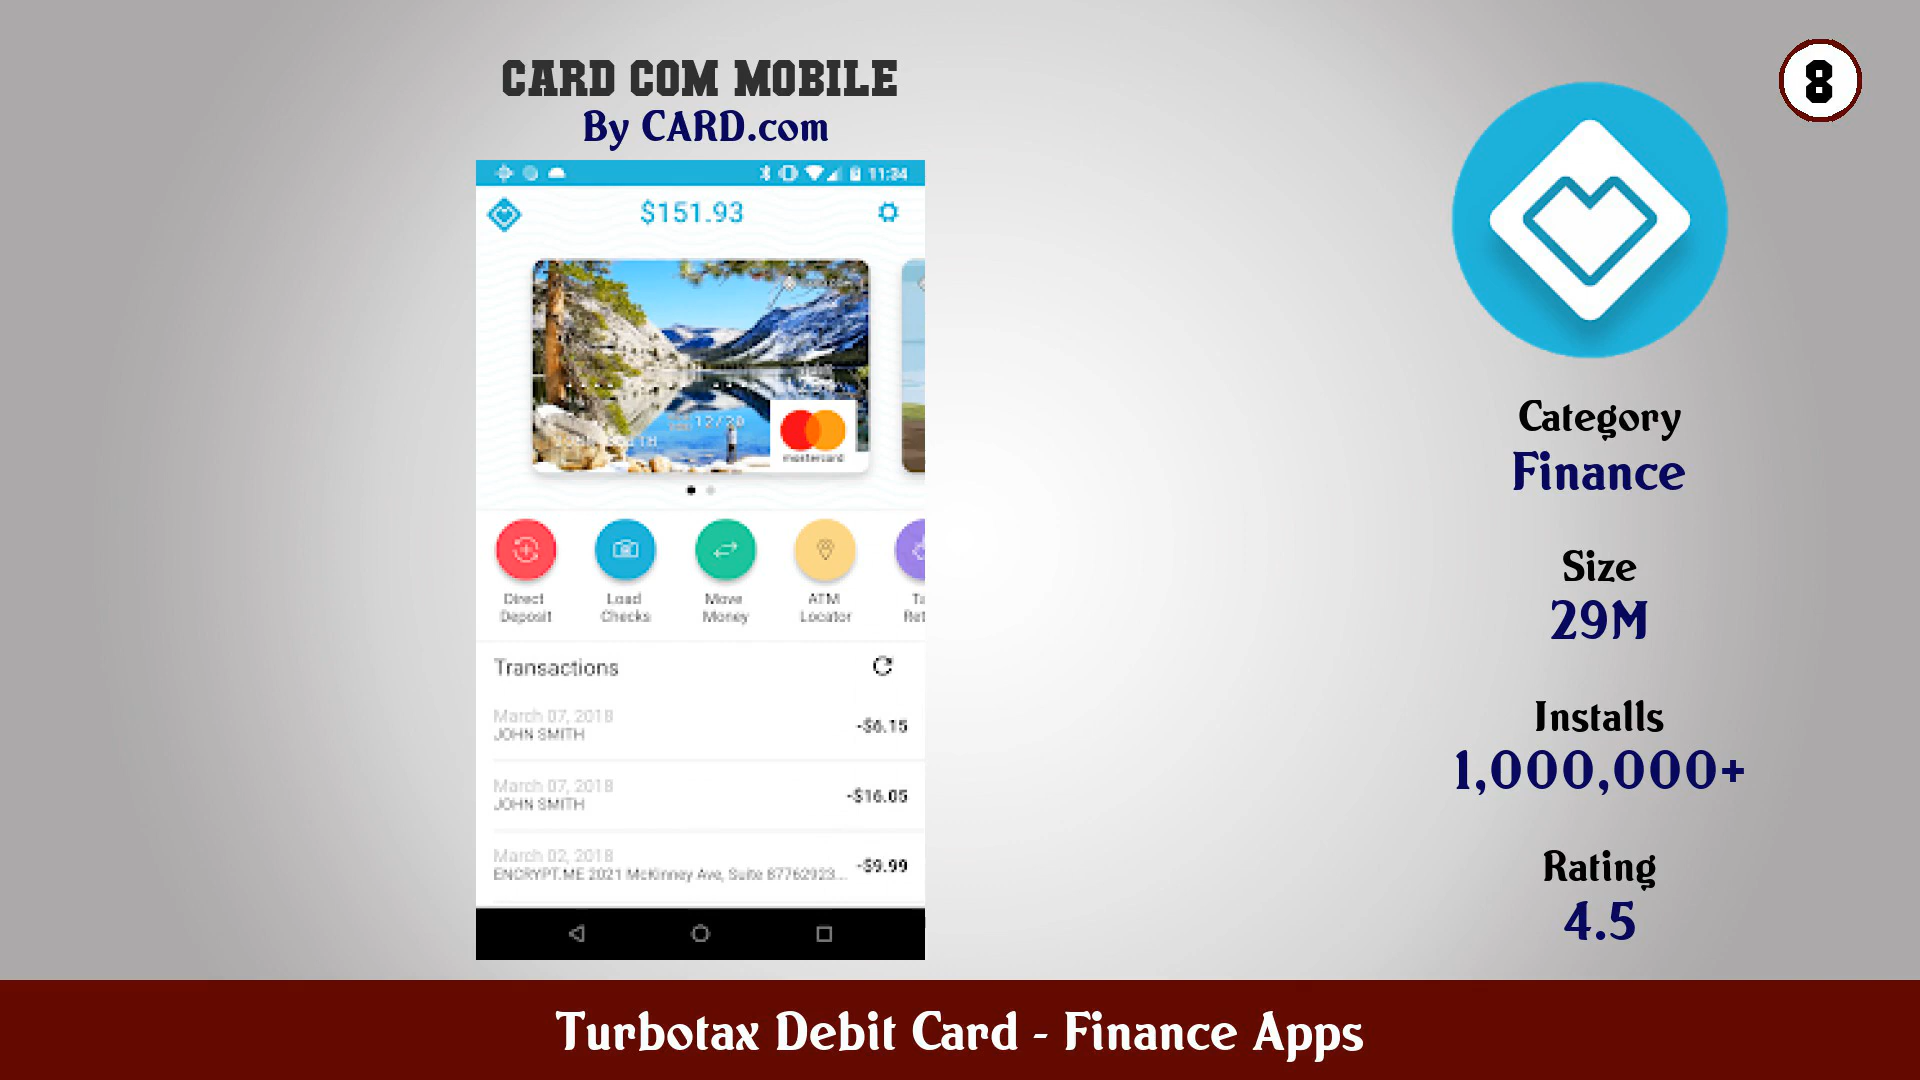 CARD COM MOBILE
By CARD.com
8
11:34
$151.93
12/20
mastercard
Direct Deposit
Load Checks
Move Money
ATM Locator
Transactions
March 07, 2018
JOHN SMITH
-$6.15
March 07, 2018
JOHN SMITH
-$16.05
March 02, 2018
ENCRYPT.ME 2021 McKinney Ave, Suite 87762923...
-$9.99
Category
Finance
Size
29M
Installs
1,000,000+
Rating
4.5
Turbotax Debit Card - Finance Apps